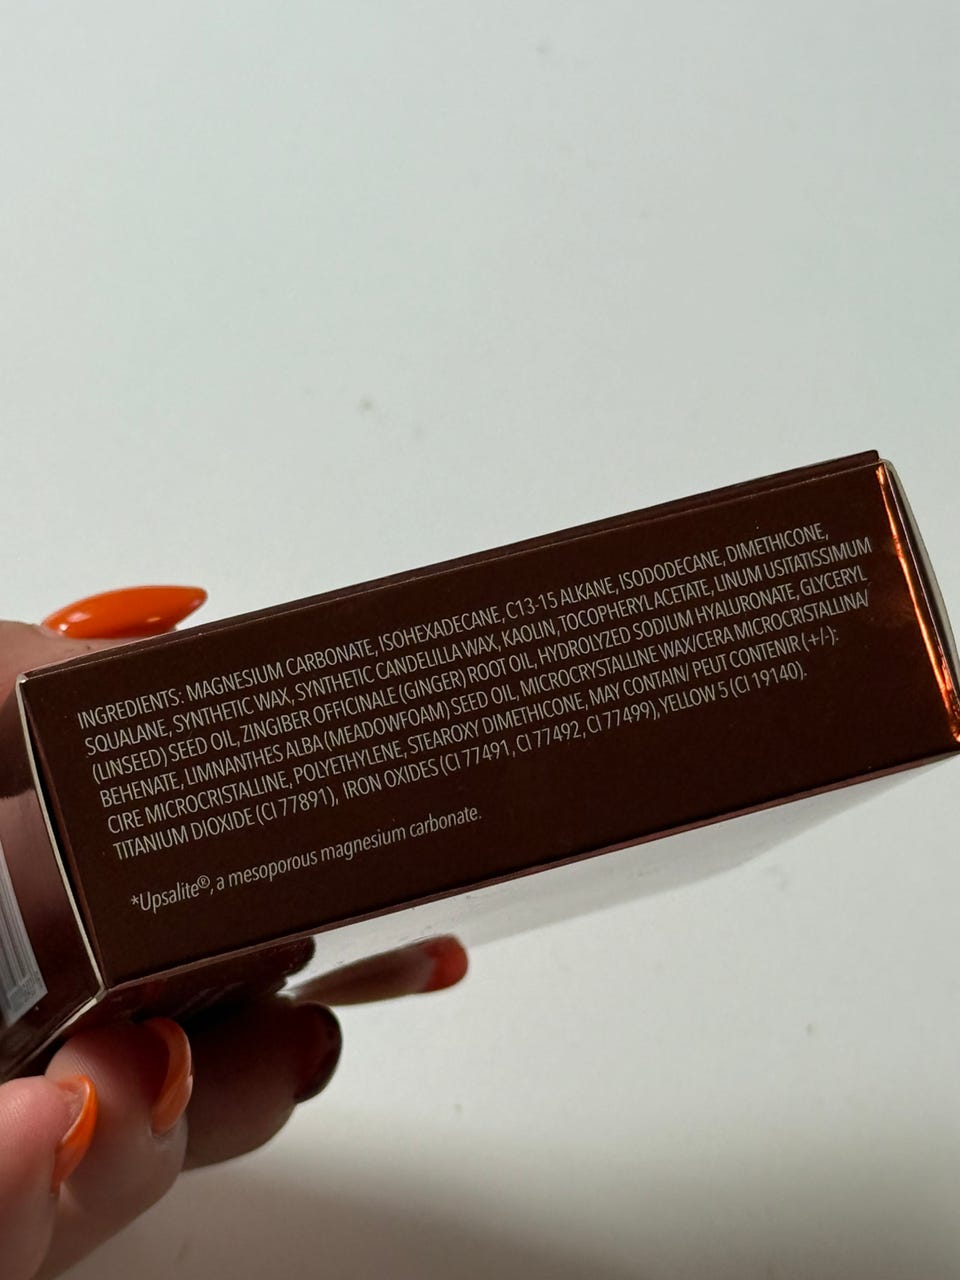 INGREDIENTS: MAGNESIUM CARBONATE, ISOHEXADECANE, C13-15 ALKANE, ISODODECANE, DIMETHICONE,
SQUALANE, SYNTHETIC WAX, SYNTHETIC CANDELILLA WAX, KAOLIN, TOCOPHERYL ACETATE, LINUM USITATISSIMUM
(LINSEED) SEED OIL, ZINGIBER OFFICINALE (GINGER) ROOT OIL, HYDROLYZED SODIUM HYALURONATE, GLYCERYL
BEHENATE, LIMNANTHES ALBA (MEADOWFOAM) SEED OIL, MICROCRYSTALLINE WAX/CERA MICROCRISTALLINA/
CIRE MICROCRISTALLINE, POLYETHYLENE, STEAROXY DIMETHICONE, MAY CONTAIN/ PEUT CONTENIR (+/-):
TITANIUM DIOXIDE (CI 77891), IRON OXIDES (CI 77491, CI 77492, CI 77499), YELLOW 5 (CI 19140).
*Upsalite®, a mesoporous magnesium carbonate.